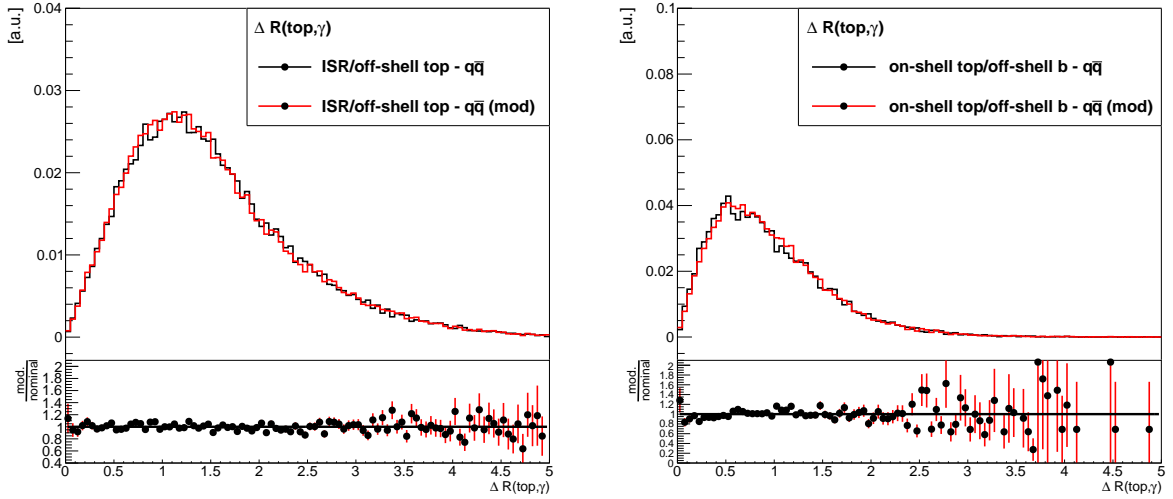 [a.u.]
0.04
0.03
0.02
0.01
0
Δ R(top,γ)
ISR/off-shell top - qq̅
ISR/off-shell top - qq̅ (mod)
mod.
nominal
2
1.8
1.6
1.4
1.2
1
0.8
0.6
0.4
0 0.5 1 1.5 2 2.5 3 3.5 4 4.5 5
Δ R(top,γ)
[a.u.]
0.1
0.08
0.06
0.04
0.02
0
Δ R(top,γ)
on-shell top/off-shell b - qq̅
on-shell top/off-shell b - qq̅ (mod)
mod.
nominal
2
1.8
1.6
1.4
1.2
1
0.8
0.6
0.4
0.2
0
0 0.5 1 1.5 2 2.5 3 3.5 4 4.5 5
Δ R(top,γ)